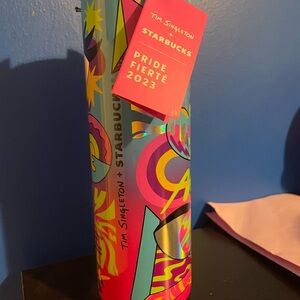 TIM SINGLETON
+
STARBUCKS
PRIDE
FIERTÉ
2023
TIM SINGLETON + STARBUCKS